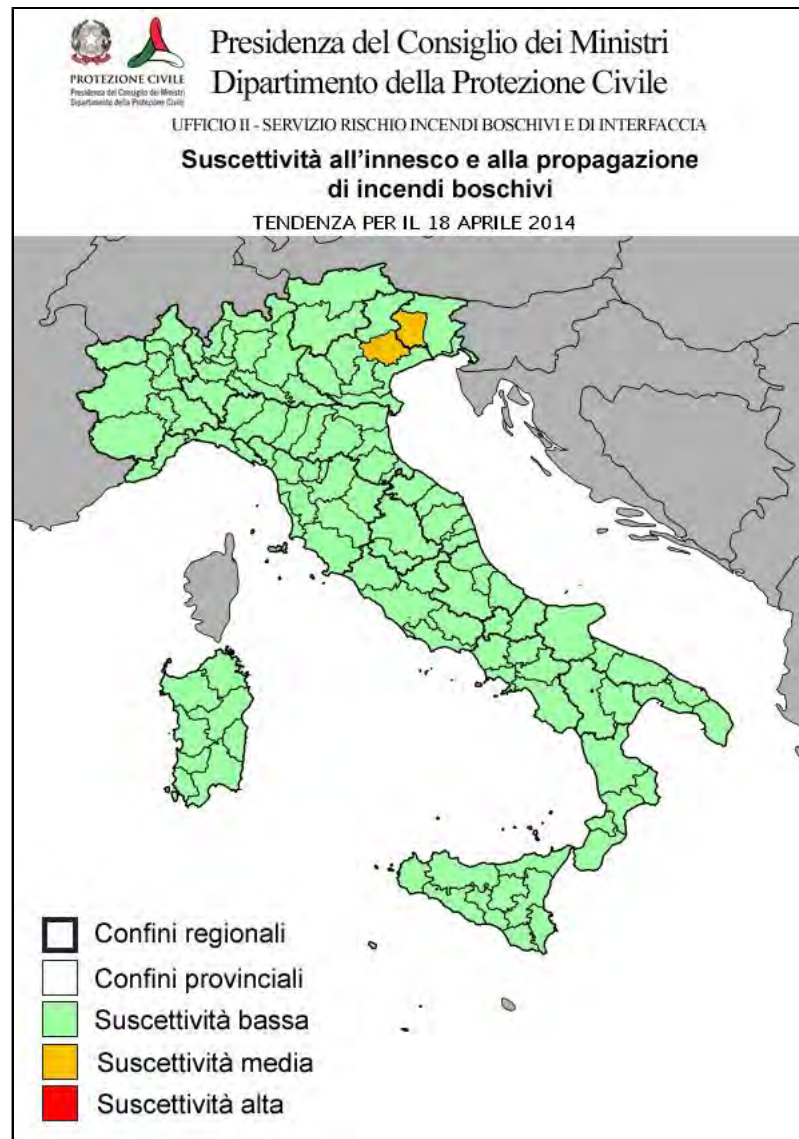 Presidenza del Consiglio dei Ministri
Dipartimento della Protezione Civile
PROTEZIONE CIVILE
Presidenza del Consiglio dei Ministri
Dipartimento della Protezione Civile
UFFICIO II - SERVIZIO RISCHIO INCENDI BOSCHIVI E DI INTERFACCIA
Suscettività all'innesco e alla propagazione
di incendi boschivi
TENDENZA PER IL 18 APRILE 2014
Confini regionali
Confini provinciali
Suscettività bassa
Suscettività media
Suscettività alta